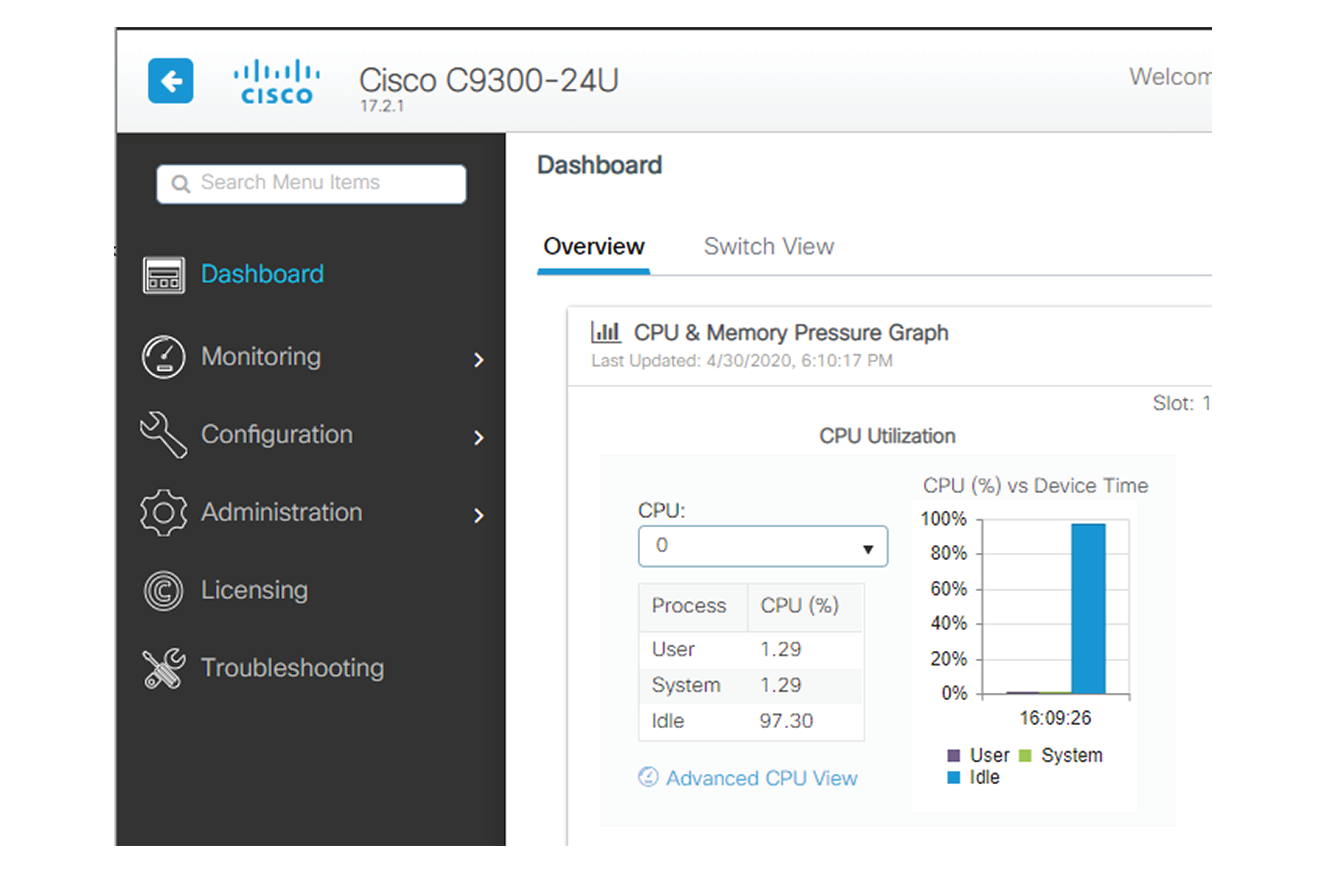 CISCO
Cisco C9300-24U
17.2.1
Welcom
Search Menu Items
Dashboard
Monitoring
Configuration
Administration
Licensing
Troubleshooting
Dashboard
Overview Switch View
CPU & Memory Pressure Graph
Last Updated: 4/30/2020, 6:10:17 PM
Slot: 1
CPU Utilization
CPU:
0
Process CPU (%)
User 1.29
System 1.29
Idle 97.30
Advanced CPU View
CPU (%) vs Device Time
100%
80%
60%
40%
20%
0%
16:09:26
User System
Idle